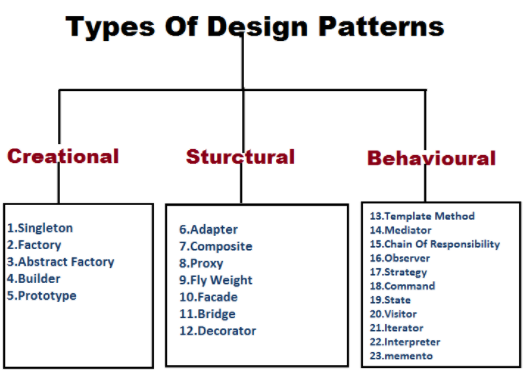 Types Of Design Patterns
Creational
Sturctural
Behavioural
1.Singleton
2.Factory
3.Abstract Factory
4.Builder
5.Prototype
6.Adapter
7.Composite
8.Proxy
9.Fly Weight
10.Facade
11.Bridge
12.Decorator
13.Template Method
14.Mediator
15.Chain Of Responsibility
16.Observer
17.Strategy
18.Command
19.State
20.Visitor
21.Iterator
22.Interpreter
23.memento